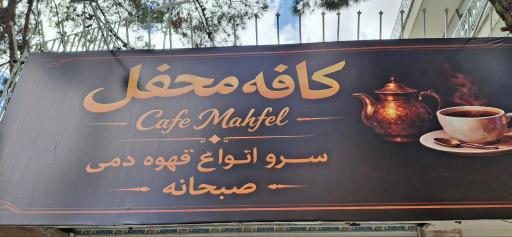 کافه محفل
Cafe Mahfel
سرو انواع قهوه دمی
صبحانه